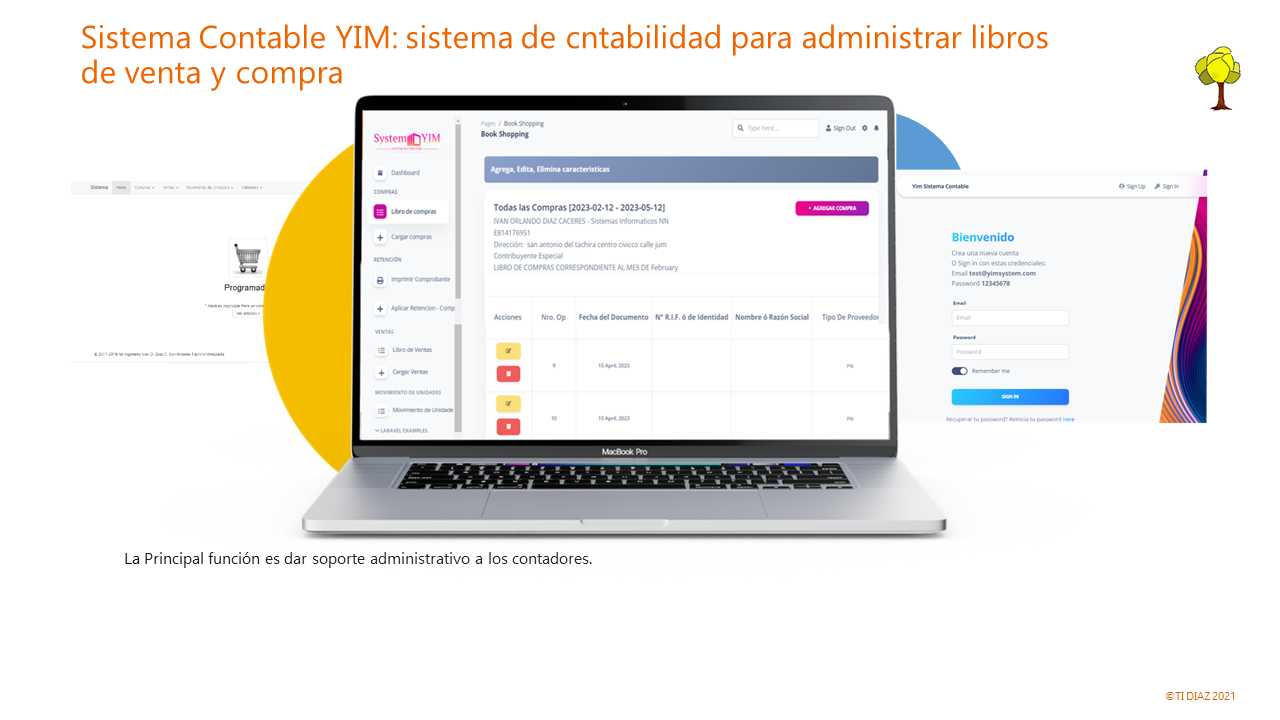 Sistema Contable YIM: sistema de cntabilidad para administrar libros
de venta y compra
Sistema Home Compras Ventas Movimiento de unidades Utilidades
Programad
Ver detalles »
System YIM
Dashboard
COMPRAS
Libro de compras
Cargar compras
RETENCIÓN
Imprimir Comprobante
Aplicar Retencion - Comp
VENTAS
Libro de Ventas
Cargar Ventas
MOVIMIENTO DE UNIDADES
Movimiento de Unidade
LARAVEL EXAMPLES
Pages / Book Shopping
Book Shopping
Type here...
Sign Out
Agrega, Edita, Elimina caracteristicas
Todas las Compras [2023-02-12 - 2023-05-12]
+ AGREGAR COMPRA
IVAN ORLANDO DIAZ CACERES - Sistemas Informaticos NN
E814176951
Dirección: san antonio del tachira centro civicco calle jum
Contribuyente Especial
LIBRO DE COMPRAS CORRESPONDIENTE AL MES DE February
Acciones Nro. Op Fecha del Documento N° R.I.F. ó de Identidad Nombre ó Razón Social Tipo De Proveedor
9 15 April, 2023 PN
10 15 April, 2023 PN
MacBook Pro
Yim Sistema Contable
Sign Up Sign In
Bienvenido
Crea una nueva cuenta
O Sign in con estas credenciales:
Email test@yimsystem.com
Password 12345678
Email
Email
Password
Password
Remember me
SIGN IN
Recuperar tu password? Reinicia tu password here
La Principal función es dar soporte administrativo a los contadores.
©TI DIAZ 2021